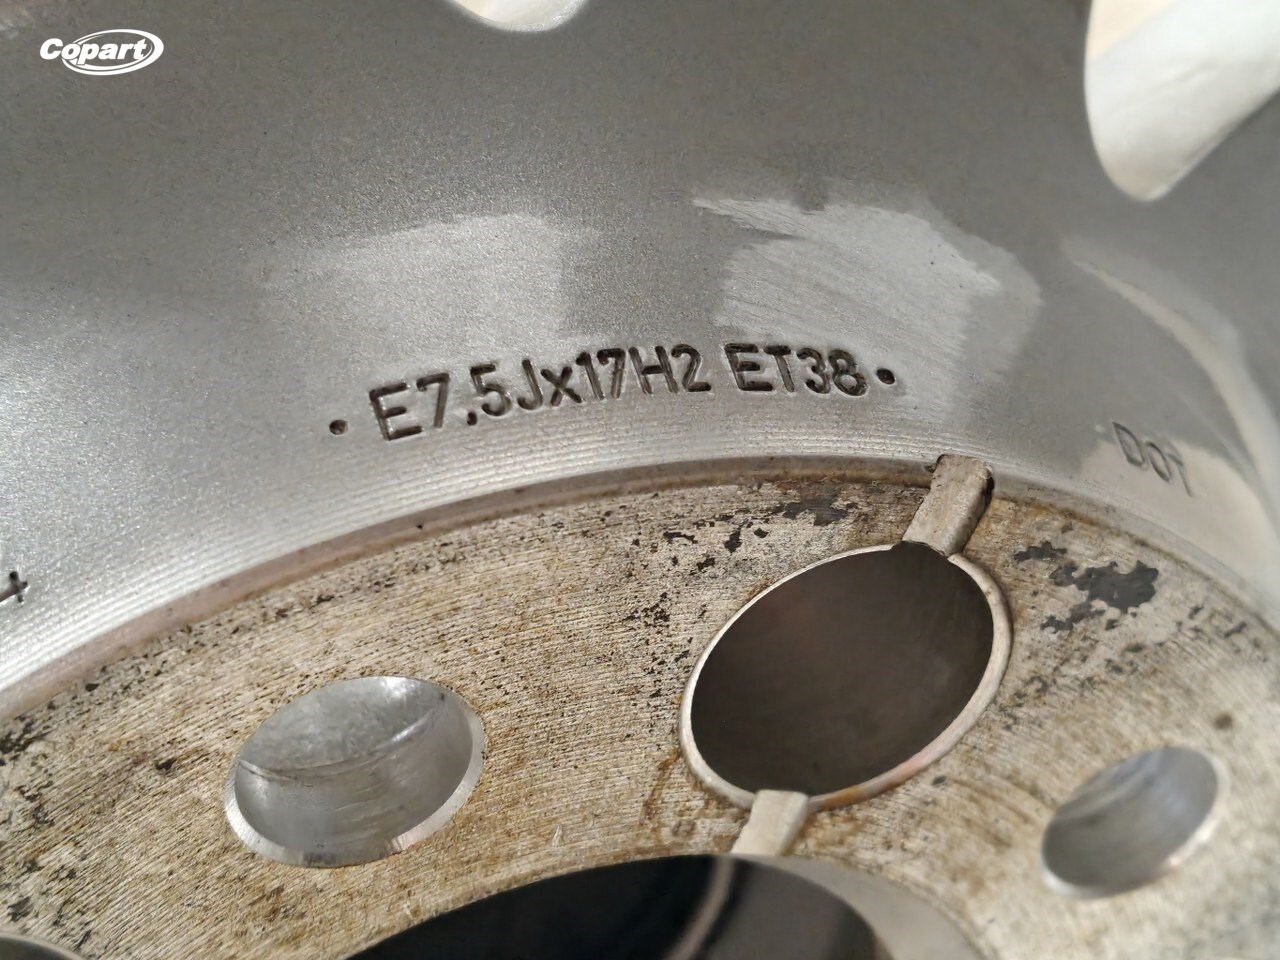 Copart
• E7,5Jx17H2 ET38 •
DOT